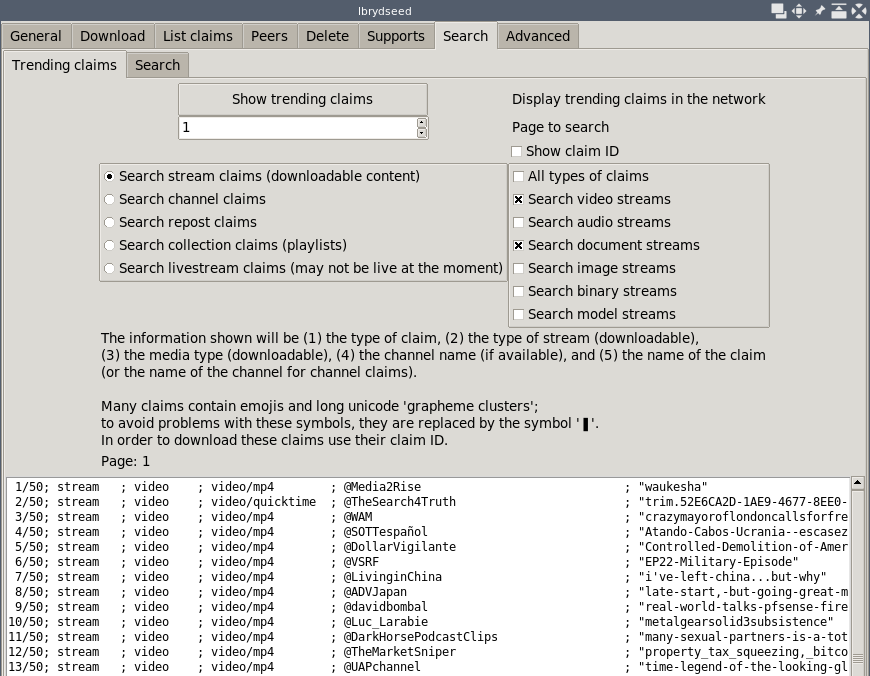 lbrydseed
General Download List claims Peers Delete Supports Search Advanced
Trending claims Search
Show trending claims Display trending claims in the network
1 Page to search
Show claim ID
Search stream claims (downloadable content) All types of claims
Search channel claims Search video streams
Search repost claims Search audio streams
Search collection claims (playlists) Search document streams
Search livestream claims (may not be live at the moment) Search image streams
Search binary streams
Search model streams
The information shown will be (1) the type of claim, (2) the type of stream (downloadable),
(3) the media type (downloadable), (4) the channel name (if available), and (5) the name of the claim
(or the name of the channel for channel claims).
Many claims contain emojis and long unicode 'grapheme clusters';
to avoid problems with these symbols, they are replaced by the symbol '❚'.
In order to download these claims use their claim ID.
Page: 1
1/50; stream ; video ; video/mp4 ; @Media2Rise ; "waukesha"
2/50; stream ; video ; video/quicktime ; @TheSearch4Truth ; "trim.52E6CA2D-1AE9-4677-8EE0-
3/50; stream ; video ; video/mp4 ; @WAM ; "crazymayoroflondoncallsforfre
4/50; stream ; video ; video/mp4 ; @SOTTespañol ; "Atando-Cabos-Ucrania--escasez
5/50; stream ; video ; video/mp4 ; @DollarVigilante ; "Controlled-Demolition-of-Amer
6/50; stream ; video ; video/mp4 ; @VSRF ; "EP22-Military-Episode"
7/50; stream ; video ; video/mp4 ; @LivinginChina ; "i've-left-china...but-why"
8/50; stream ; video ; video/mp4 ; @ADVJapan ; "late-start,-but-going-great-m
9/50; stream ; video ; video/mp4 ; @davidbombal ; "real-world-talks-pfsense-fire
10/50; stream ; video ; video/mp4 ; @Luc_Larabie ; "metalgearsolid3subsistence"
11/50; stream ; video ; video/mp4 ; @DarkHorsePodcastClips ; "many-sexual-partners-is-a-tot
12/50; stream ; video ; video/mp4 ; @TheMarketSniper ; "property_tax_squeezing,_bitco
13/50; stream ; video ; video/mp4 ; @UAPchannel ; "time-legend-of-the-looking-gl